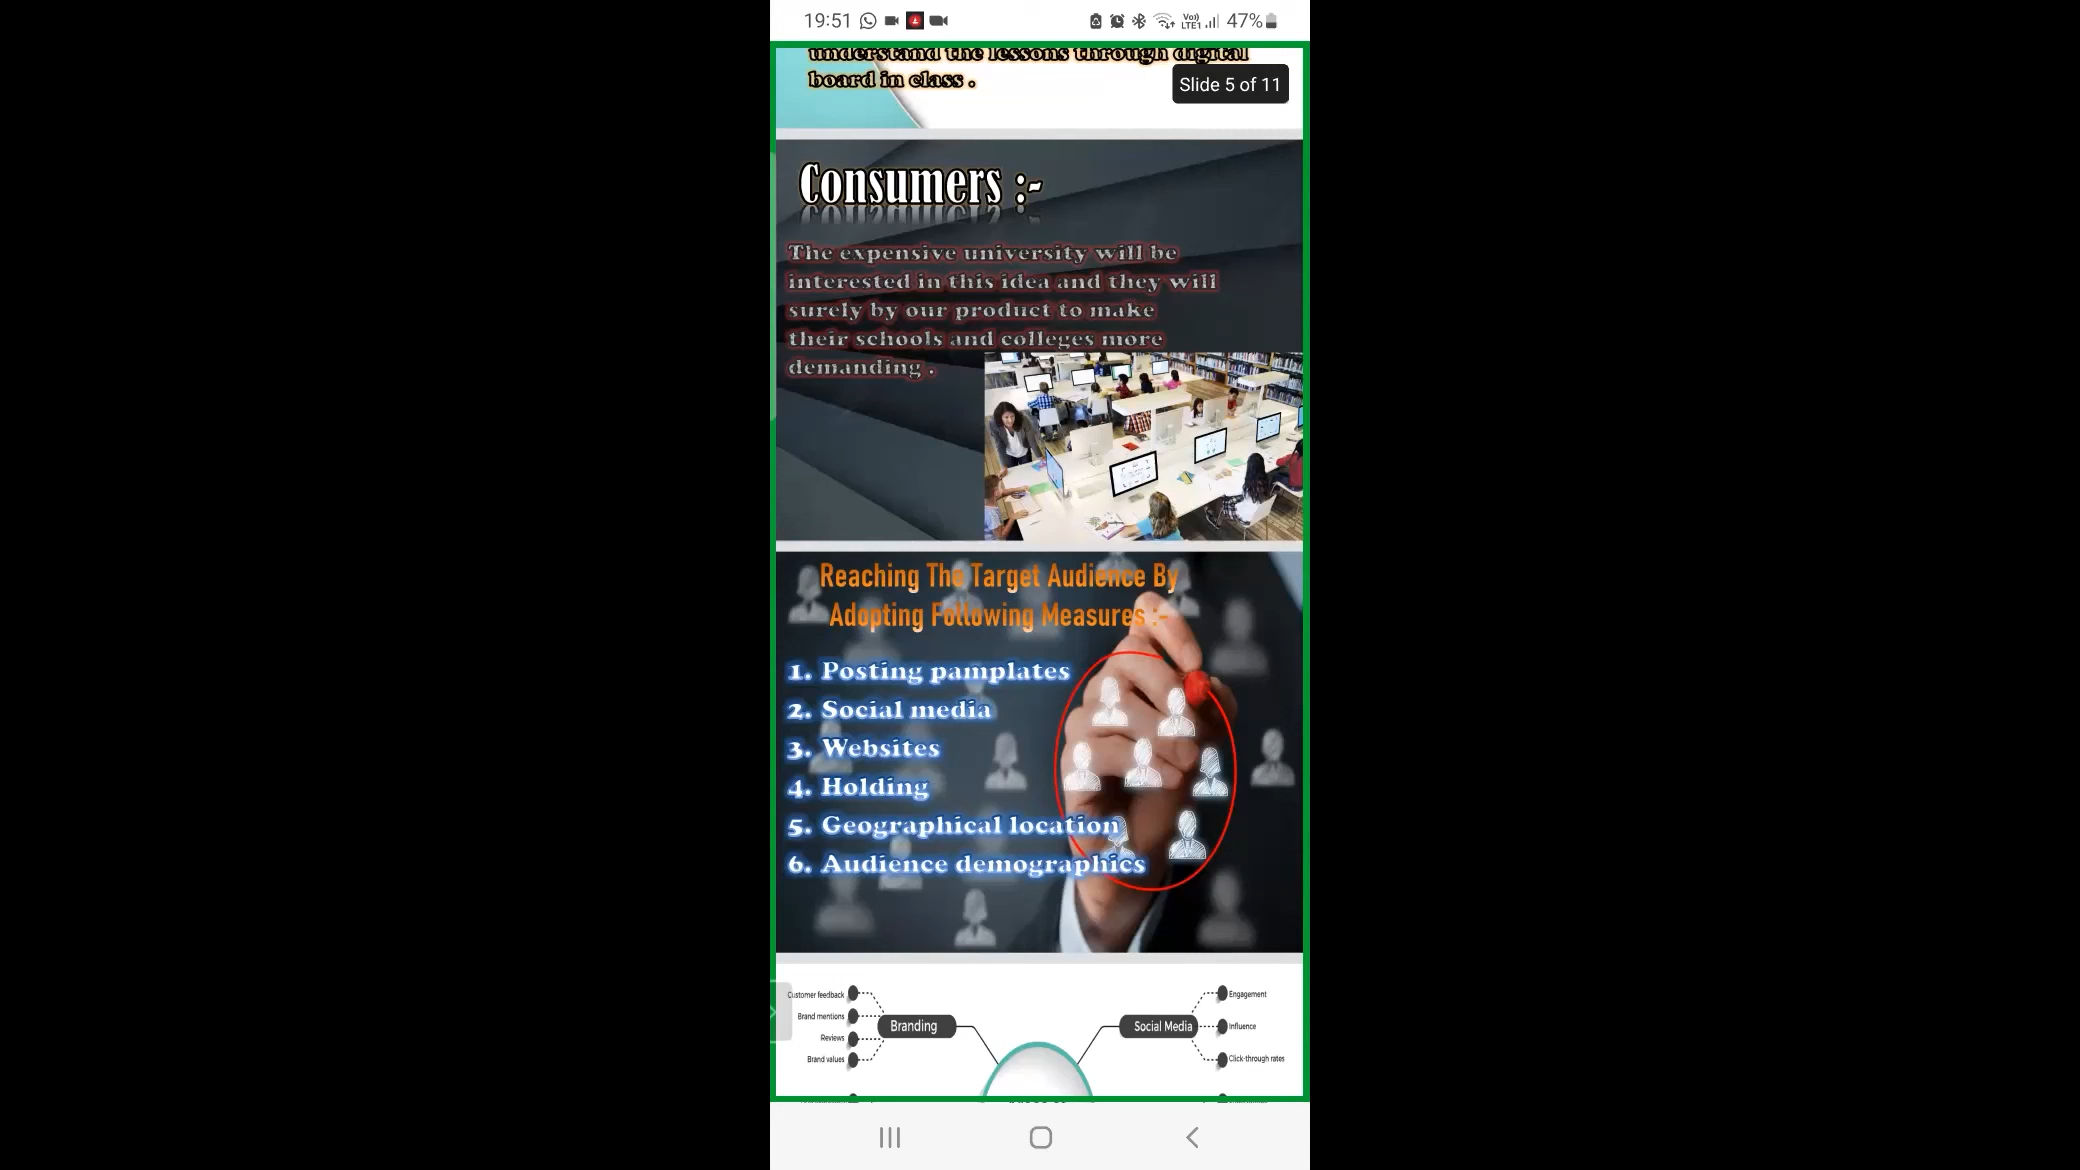 19:51
Vo))
LTE1
47%
understand the lessons through digital
board in class .
Slide 5 of 11
Consumers :-
The expensive university will be
interested in this idea and they will
surely by our product to make
their schools and colleges more
demanding .
Reaching The Target Audience By
Adopting Following Measures :-
1. Posting pamplates
2. Social media
3. Websites
4. Holding
5. Geographical location
6. Audience demographics
Customer feedback
Brand mentions
Reviews
Brand values
Branding
Social Media
Engagement
Influence
Click-through rates